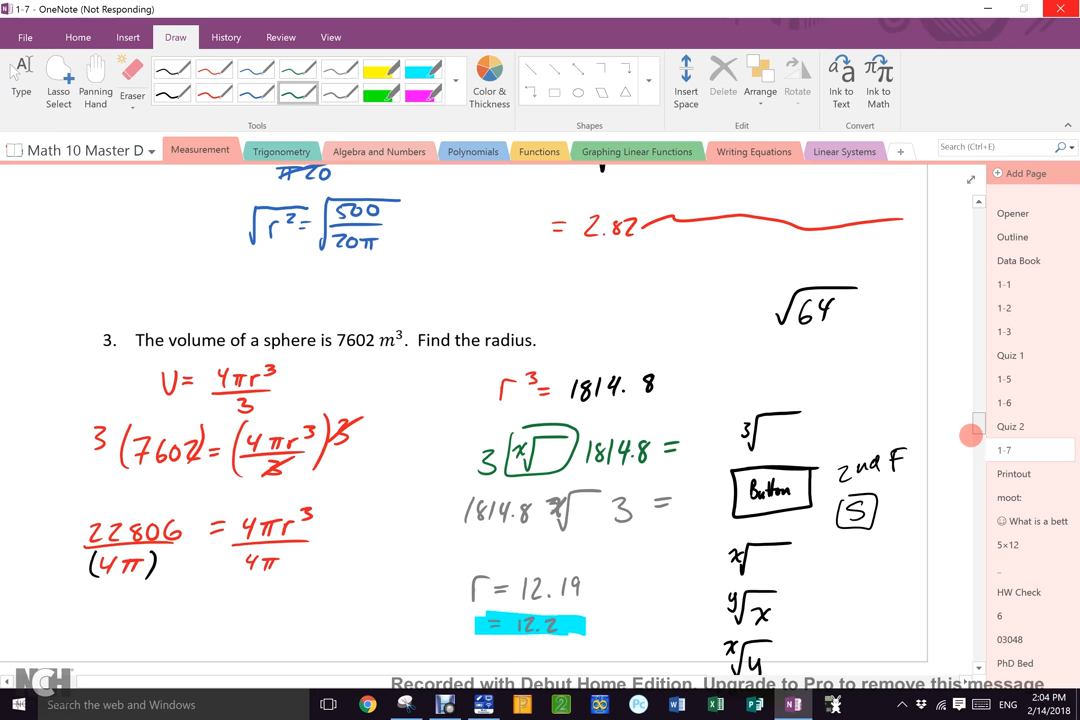 1-7 - OneNote (Not Responding)
File Home Insert Draw History Review View
Type Lasso Select Panning Hand Eraser Color & Thickness Insert Space Delete Arrange Rotate Ink to Text Ink to Math
Tools Shapes Edit Convert
Math 10 Master D Measurement Trigonometry Algebra and Numbers Polynomials Functions Graphing Linear Functions Writing Equations Linear Systems + Search (Ctrl+E)
Add Page
Opener
Outline
Data Book
1-1
1-2
1-3
Quiz 1
1-5
1-6
Quiz 2
1-7
Printout
moot:
☺ What is a bett
5×12
HW Check
6
03048
PhD Bed
π 20
√r² = √500/20π
= 2.82
√64
3. The volume of a sphere is 7602 m³. Find the radius.
V = 4πr³/3
3 (7602 = (4πr³/3) 3
22806/(4π) = 4πr³/4π
r³ = 1814.8
3 ˣ√ 1814.8 =
1814.8 ˣ√ 3 =
r = 12.19
= 12.2
³√
Button
2nd F
S
ˣ√
ʸ√x
ˣ√y
NCH
Recorded with Debut Home Edition. Upgrade to Pro to remove this message
Search the web and Windows
ENG 2:04 PM
2/14/2018